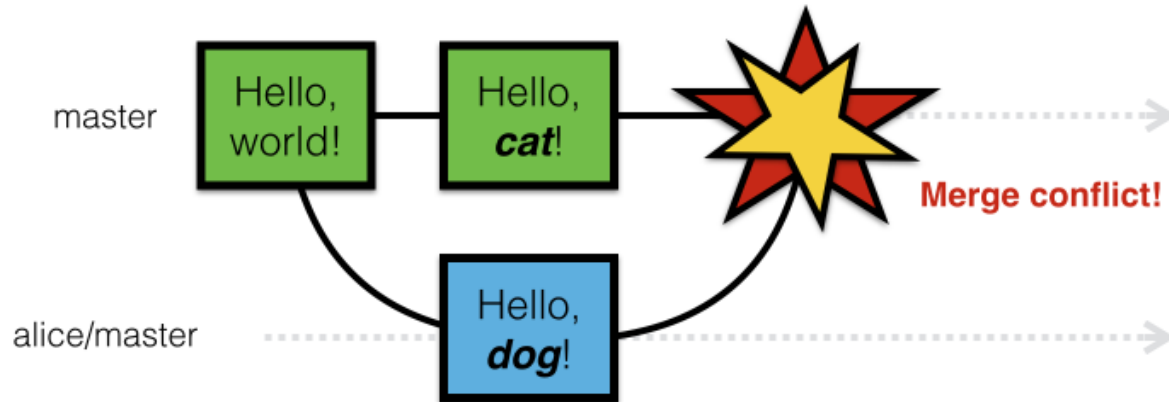 master
Hello,
world!
Hello,
cat!
Merge conflict!
alice/master
Hello,
dog!